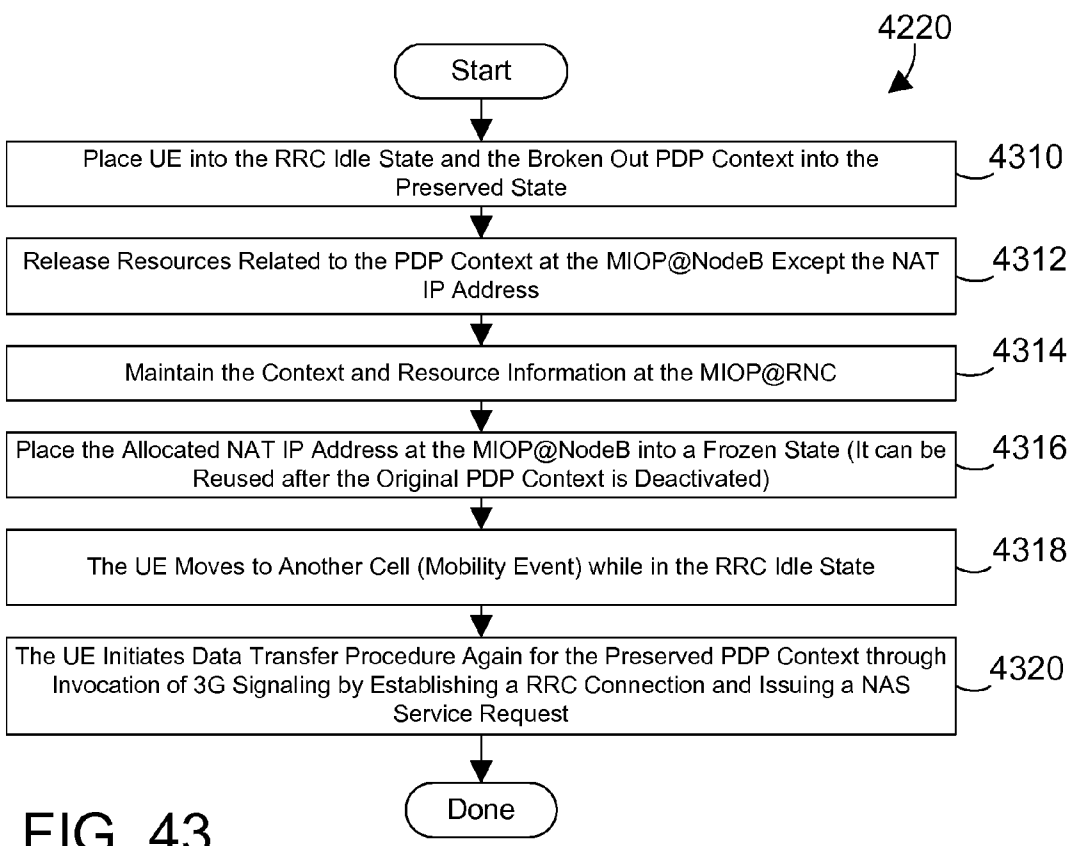 4220
Start
Place UE into the RRC Idle State and the Broken Out PDP Context into the
Preserved State
4310
Release Resources Related to the PDP Context at the MIOP@NodeB Except the NAT
IP Address
4312
Maintain the Context and Resource Information at the MIOP@RNC
4314
Place the Allocated NAT IP Address at the MIOP@NodeB into a Frozen State (It can be
Reused after the Original PDP Context is Deactivated)
4316
The UE Moves to Another Cell (Mobility Event) while in the RRC Idle State
4318
The UE Initiates Data Transfer Procedure Again for the Preserved PDP Context through
Invocation of 3G Signaling by Establishing a RRC Connection and Issuing a NAS
Service Request
4320
Done
FIG. 43